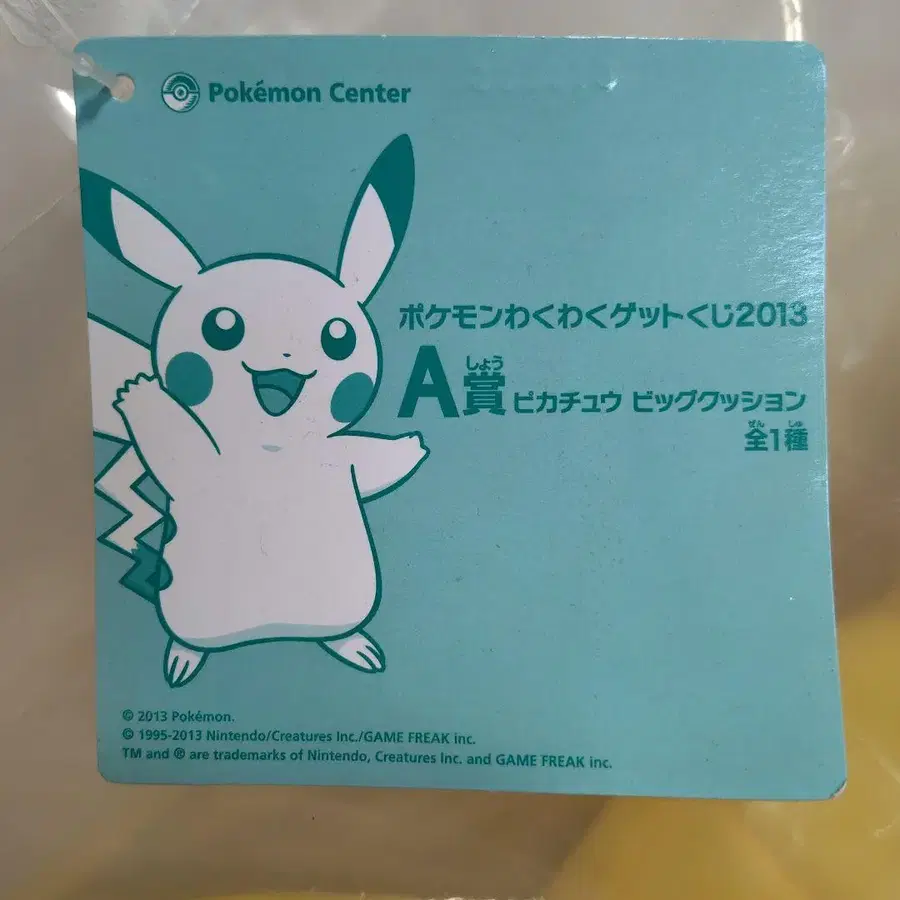 Pokémon Center
ポケモンわくわくゲットくじ2013
しょう
A賞 ピカチュウ ビッグクッション
ぜん しゅ
全1種
© 2013 Pokémon.
© 1995-2013 Nintendo/Creatures Inc./GAME FREAK inc.
TM and ® are trademarks of Nintendo, Creatures Inc. and GAME FREAK inc.